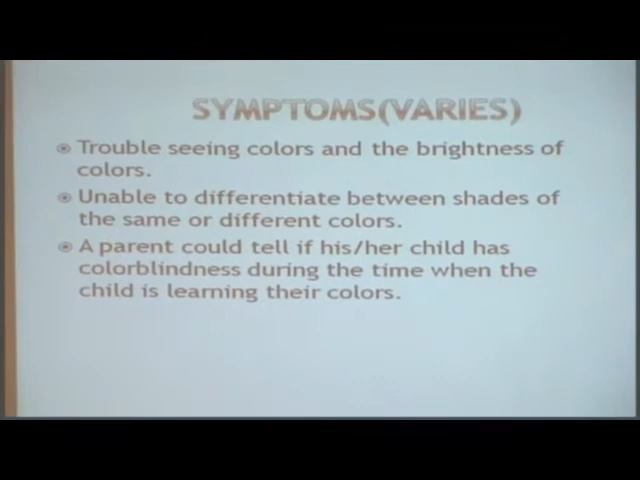 SYMPTOMS(VARIES)
Trouble seeing colors and the brightness of
colors.
Unable to differentiate between shades of
the same or different colors.
A parent could tell if his/her child has
colorblindness during the time when the
child is learning their colors.